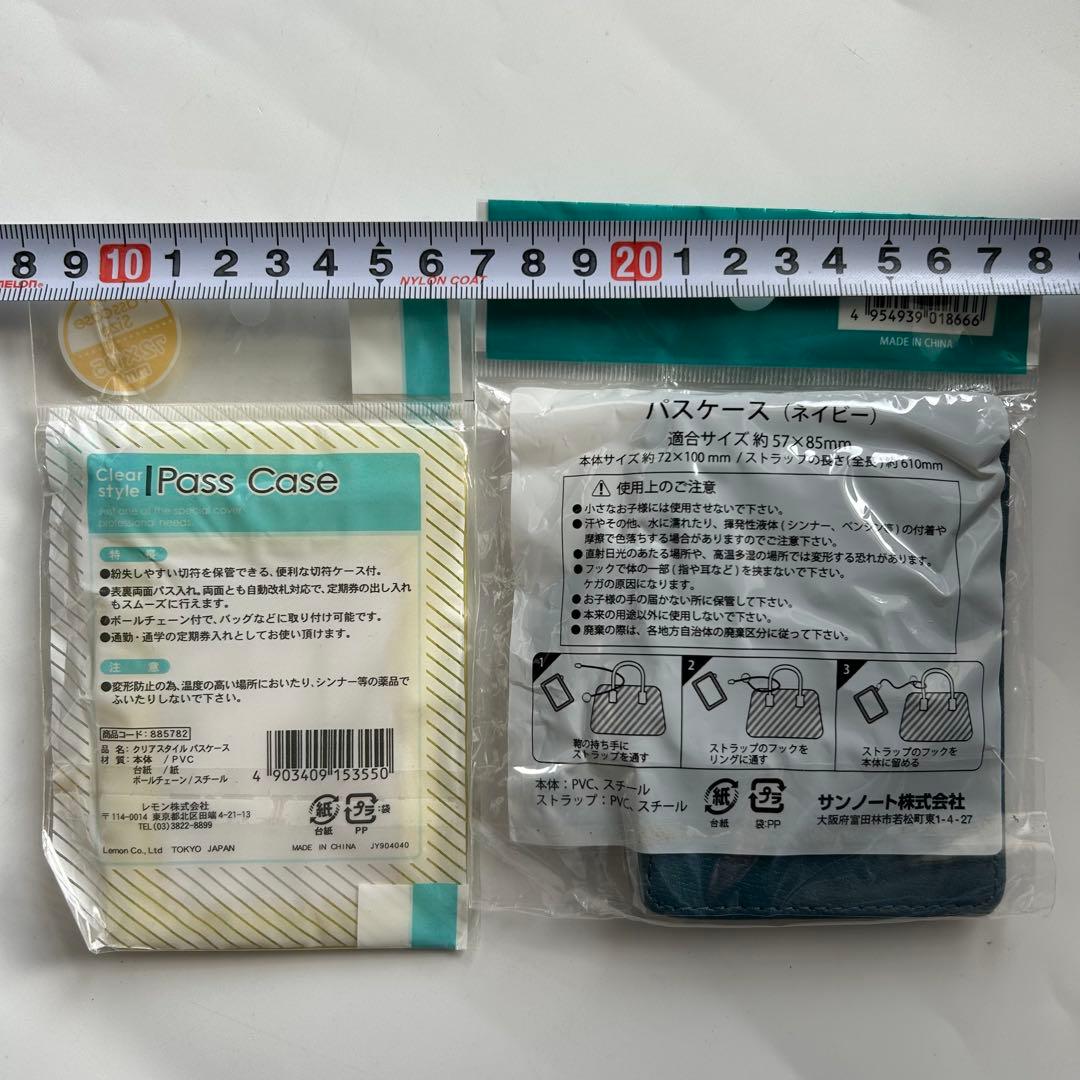 8 9 10 1 2 3 4 5 6 7 8 9 20 1 2 3 4 5 6 7 8
NYLON COAT
Pass Case
Size
72×105
4 954939 018666
MADE IN CHINA
Clear style
Pass Case
Just one of the special cover
professional needs.
特 長
●紛失しやすい切符を保管できる、便利な切符ケース付。
●表裏両面パス入れ。両面とも自動改札対応で、定期券の出し入れ
もスムーズに行えます。
●ボールチェーン付で、バッグなどに取り付け可能です。
●通勤・通学の定期券入れとしてお使い頂けます。
注 意
●変形防止の為、温度の高い場所においたり、シンナー等の薬品で
ふいたりしないで下さい。
商品コード:885782
品 名:クリアスタイル パスケース
材 質:本体 /PVC
台紙 /紙
ボールチェーン/スチール
4 903409 153550
レモン株式会社
〒114-0014 東京都北区田端4-21-13
TEL(03)3822-8899
紙
台紙
プラ
:袋
PP
Lemon Co., Ltd TOKYO JAPAN
MADE IN CHINA JY904040
パスケース(ネイビー)
適合サイズ 約57×85mm
本体サイズ 約72×100mm/ストラップの長さ(全長)約610mm
使用上のご注意
●小さなお子様には使用させないで下さい。
●汗やその他、水に濡れたり、揮発性液体(シンナー、ベンジン等)の付着や
摩擦で色落ちする場合がありますのでご注意下さい。
●直射日光のあたる場所や、高温多湿の場所では変形する恐れがあります。
●フックで体の一部(指や耳など)を挟まないで下さい。
ケガの原因になります。
●お子様の手の届かない所に保管して下さい。
●本来の用途以外に使用しないで下さい。
●廃棄の際は、各地方自治体の廃棄区分に従って下さい。
1
2
3
鞄の持ち手に
ストラップを通す
ストラップのフックを
リングに通す
ストラップのフックを
本体に留める
本体:PVC、スチール
ストラップ:PVC、スチール
紙
台紙
プラ
袋:PP
サンノート株式会社
大阪府富田林市若松町東1-4-27